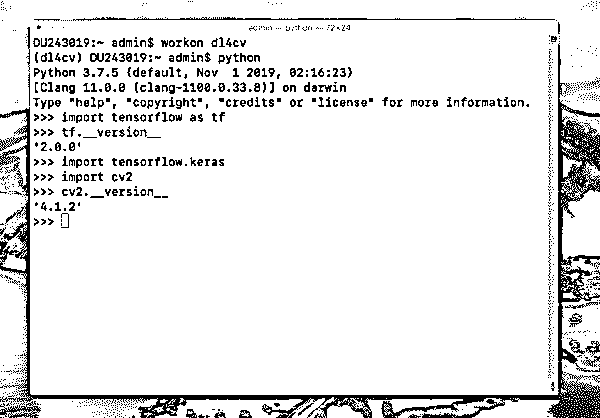 admin — python — 72×24
DU243019:~ admin$ workon dl4cv
(dl4cv) DU243019:~ admin$ python
Python 3.7.5 (default, Nov  1 2019, 02:16:23)
[Clang 11.0.0 (clang-1100.0.33.8)] on darwin
Type "help", "copyright", "credits" or "license" for more information.
>>> import tensorflow as tf
>>> tf.__version__
'2.0.0'
>>> import tensorflow.keras
>>> import cv2
>>> cv2.__version__
'4.1.2'
>>>